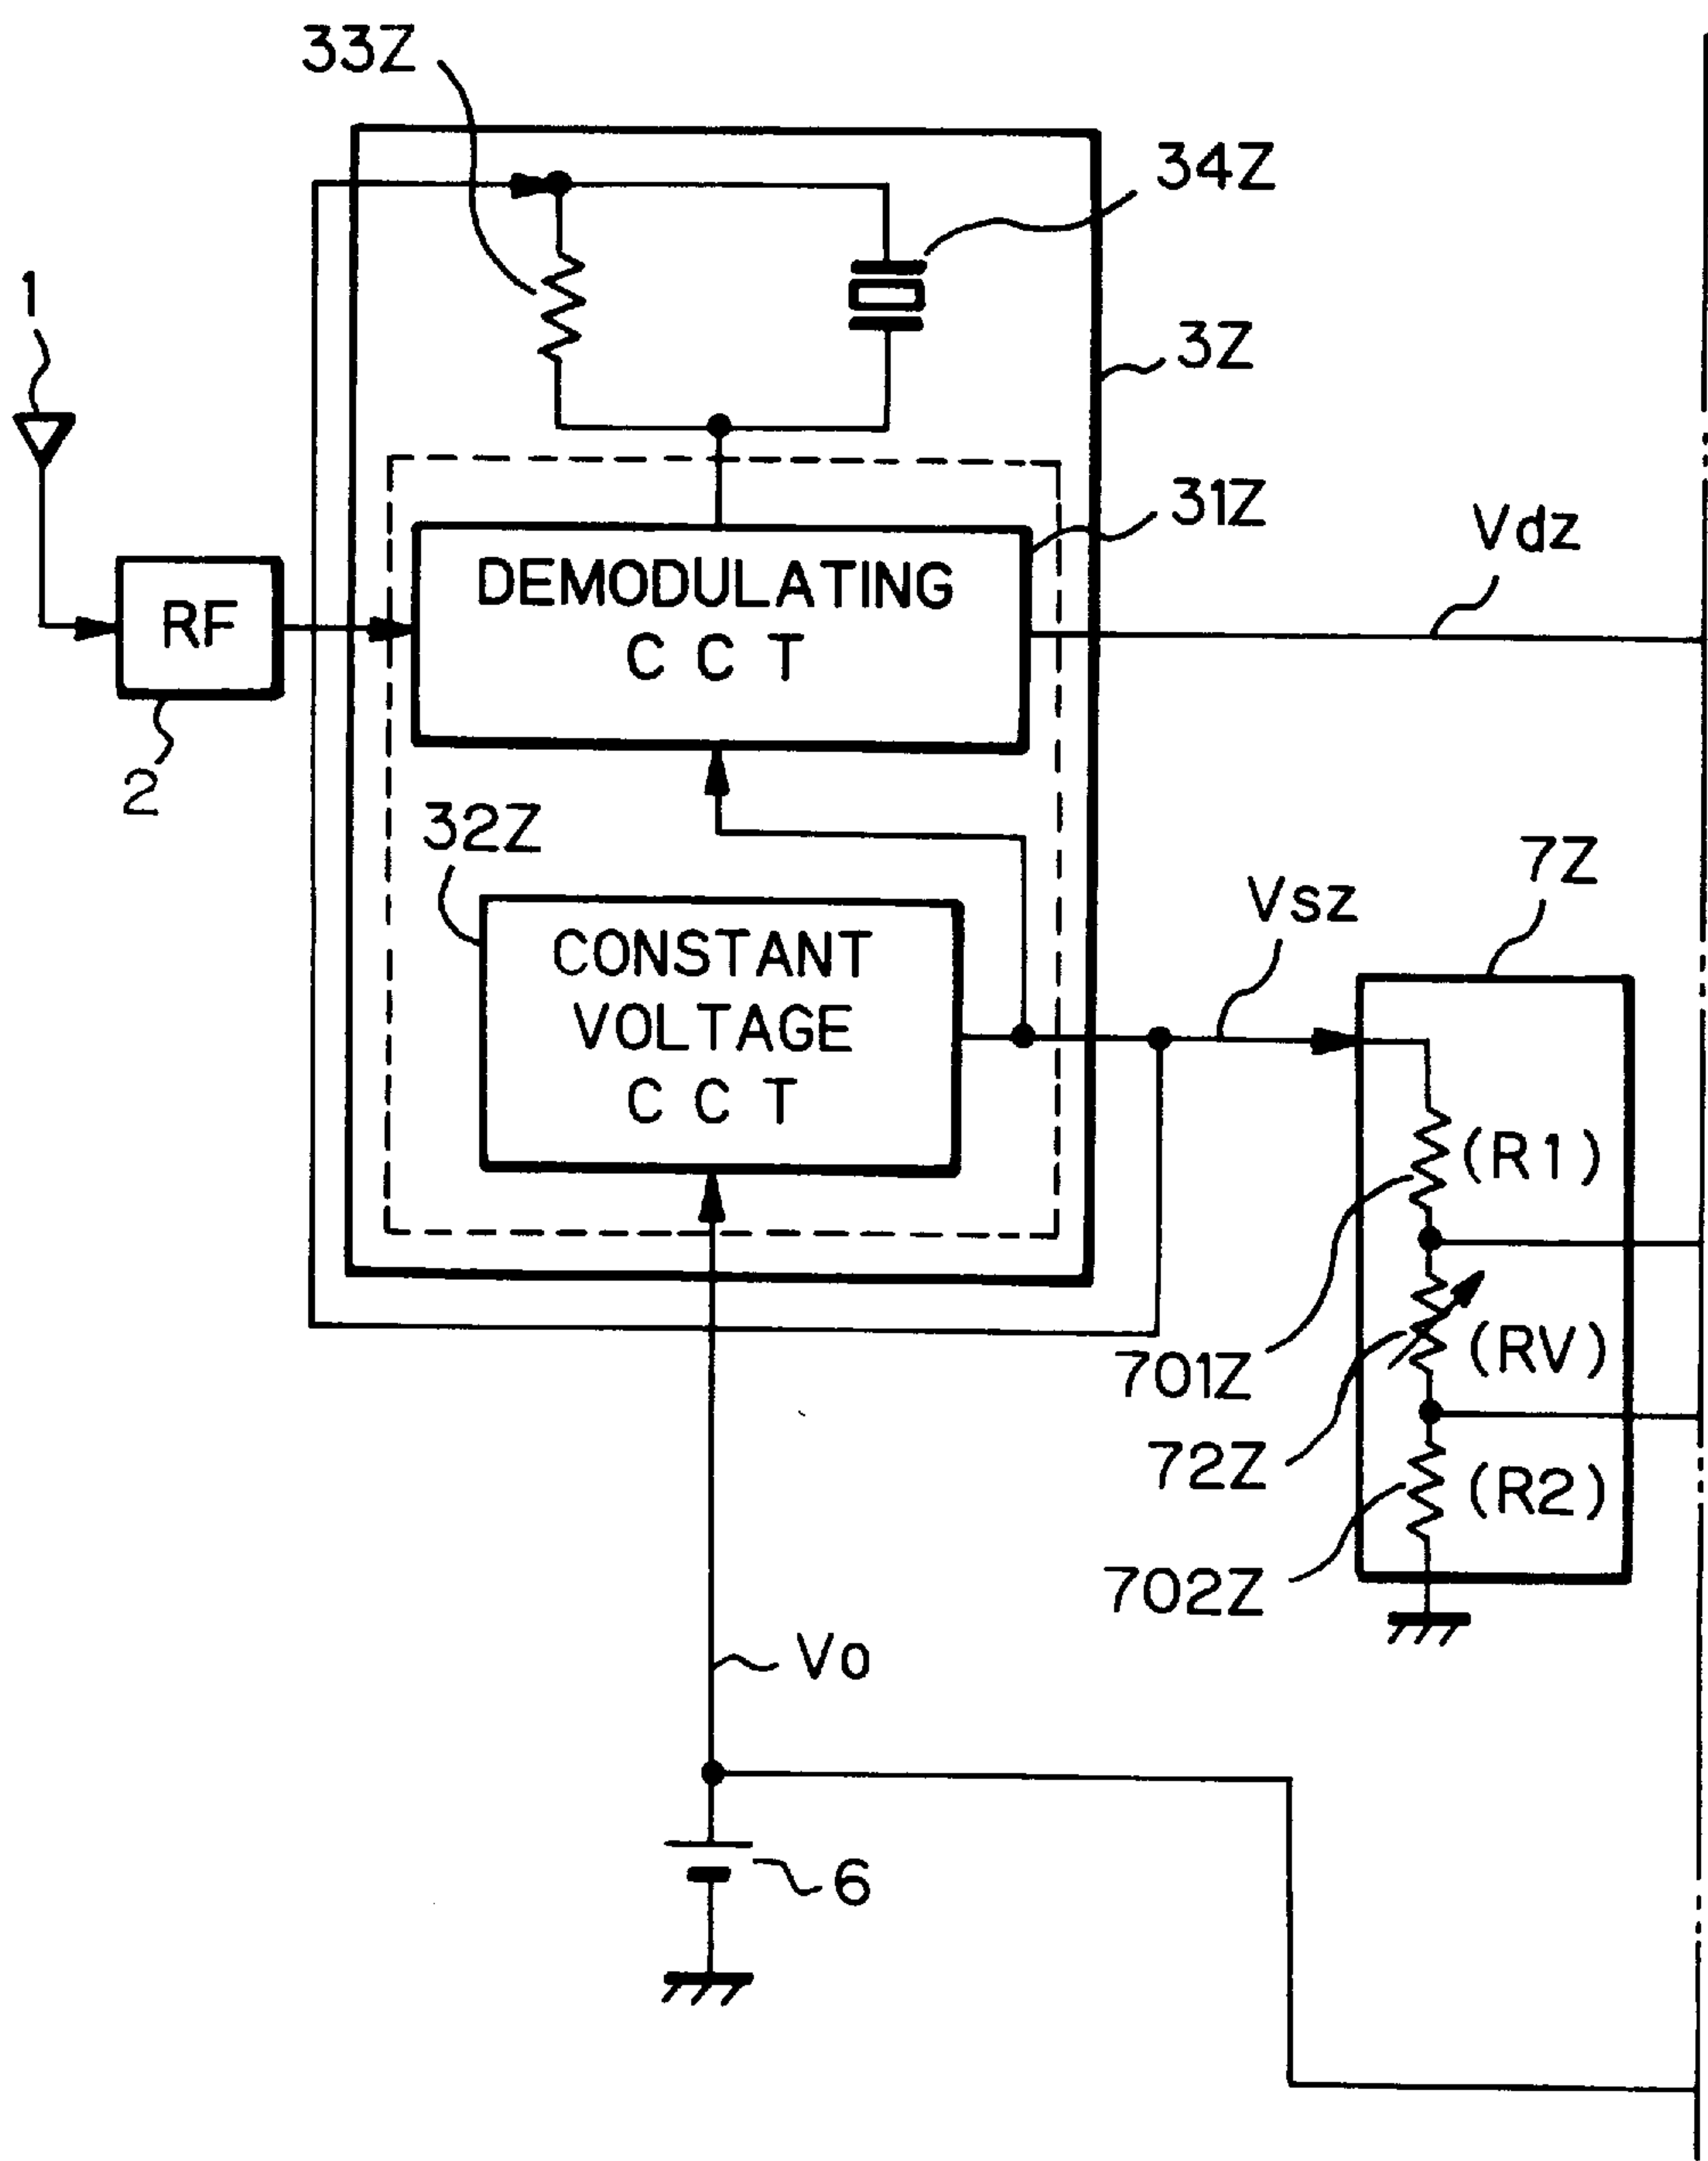 33Z
34Z
1
3Z
31Z
Vdz
DEMODULATING
C C T
RF
2
32Z
7Z
Vsz
CONSTANT
VOLTAGE
C C T
(R1)
(RV)
701Z
72Z
(R2)
702Z
Vo
6